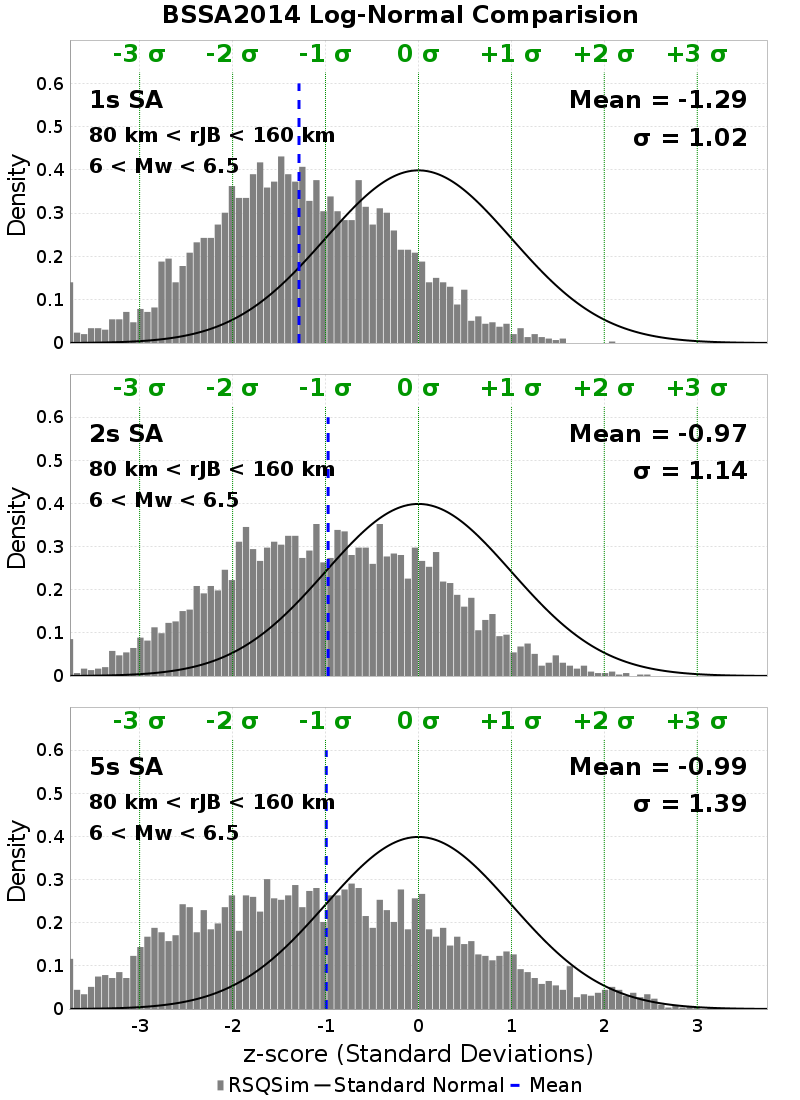 BSSA2014 Log-Normal Comparision
-3 σ -2 σ -1 σ 0 σ +1 σ +2 σ +3 σ
0.6
0.5
0.4
0.3
0.2
0.1
0
Density
1s SA
80 km < rJB < 160 km
6 < Mw < 6.5
Mean = -1.29
σ = 1.02
-3 σ -2 σ -1 σ 0 σ +1 σ +2 σ +3 σ
0.6
0.5
0.4
0.3
0.2
0.1
0
Density
2s SA
80 km < rJB < 160 km
6 < Mw < 6.5
Mean = -0.97
σ = 1.14
-3 σ -2 σ -1 σ 0 σ +1 σ +2 σ +3 σ
0.6
0.5
0.4
0.3
0.2
0.1
0
Density
5s SA
80 km < rJB < 160 km
6 < Mw < 6.5
Mean = -0.99
σ = 1.39
-3 -2 -1 0 1 2 3
z-score (Standard Deviations)
RSQSim Standard Normal Mean